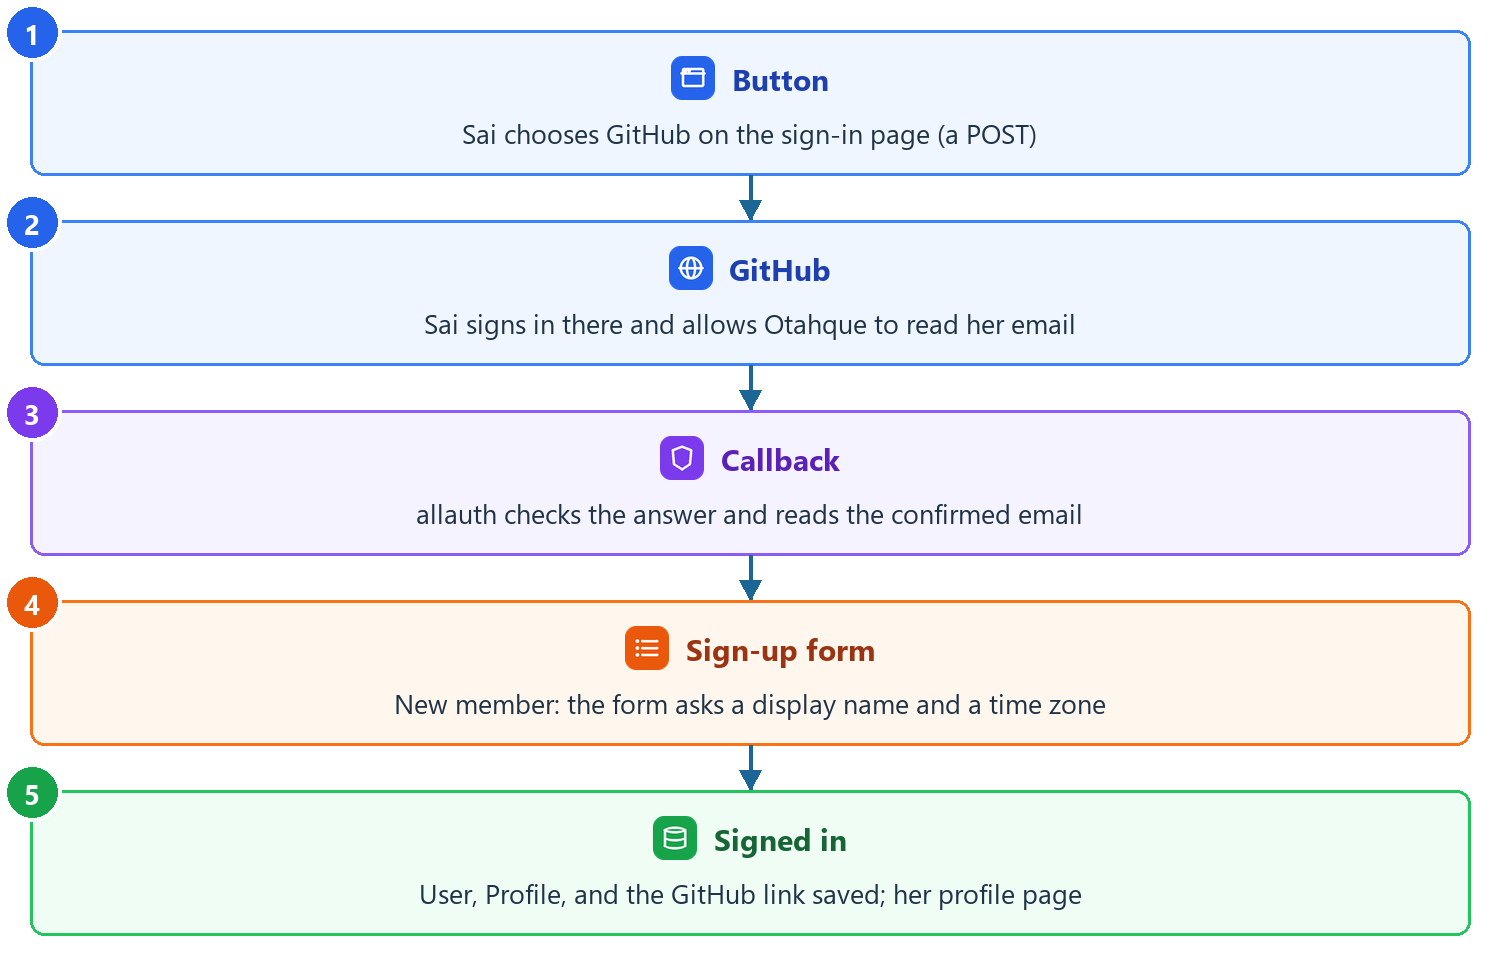 1
Button
Sai chooses GitHub on the sign-in page (a POST)
2
GitHub
Sai signs in there and allows Otahque to read her email
3
Callback
allauth checks the answer and reads the confirmed email
4
Sign-up form
New member: the form asks a display name and a time zone
5
Signed in
User, Profile, and the GitHub link saved; her profile page